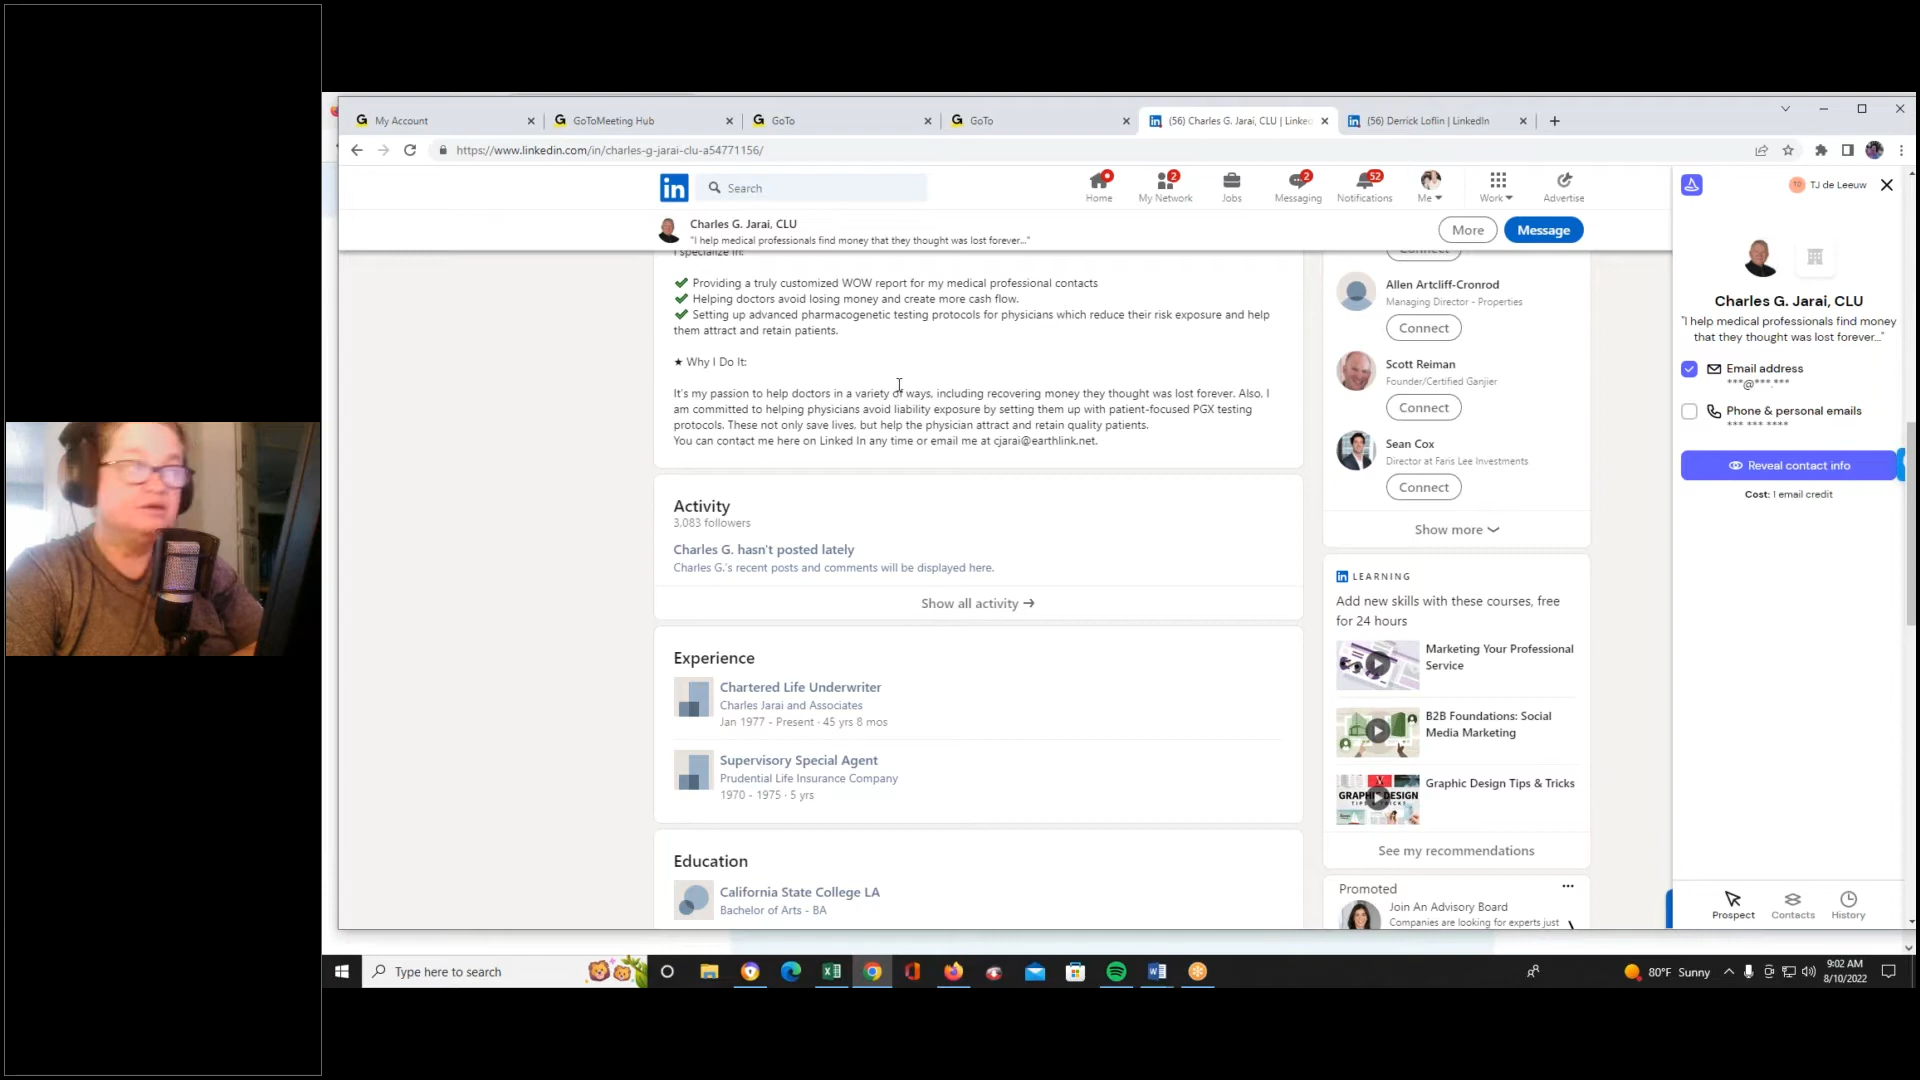 My Account
GoToMeeting Hub
GoTo
GoTo
(56) Charles G. Jarai, CLU | Linke
(56) Derrick Loflin | LinkedIn
https://www.linkedin.com/in/charles-g-jarai-clu-a54771156/
Search
Home
2
My Network
Jobs
2
Messaging
52
Notifications
Me
Work
Advertise
Charles G. Jarai, CLU
"I help medical professionals find money that they thought was lost forever..."
More
Message
I specialize in:
✔ Providing a truly customized WOW report for my medical professional contacts
✔ Helping doctors avoid losing money and create more cash flow.
✔ Setting up advanced pharmacogenetic testing protocols for physicians which reduce their risk exposure and help
them attract and retain patients.
★ Why I Do It:
It's my passion to help doctors in a variety of ways, including recovering money they thought was lost forever. Also, I
am committed to helping physicians avoid liability exposure by setting them up with patient-focused PGX testing
protocols. These not only save lives, but help the physician attract and retain quality patients.
You can contact me here on Linked In any time or email me at cjarai@earthlink.net.
Activity
3,083 followers
Charles G. hasn't posted lately
Charles G.'s recent posts and comments will be displayed here.
Show all activity →
Experience
Chartered Life Underwriter
Charles Jarai and Associates
Jan 1977 - Present · 45 yrs 8 mos
Supervisory Special Agent
Prudential Life Insurance Company
1970 - 1975 · 5 yrs
Education
California State College LA
Bachelor of Arts - BA
Connect
Allen Artcliff-Cronrod
Managing Director - Properties
Connect
Scott Reiman
Founder/Certified Ganjier
Connect
Sean Cox
Director at Faris Lee Investments
Connect
Show more
in LEARNING
Add new skills with these courses, free
for 24 hours
Marketing Your Professional
Service
B2B Foundations: Social
Media Marketing
GRAPHIC DESIGN
TIPS & TRICKS
Graphic Design Tips & Tricks
See my recommendations
Promoted
Join An Advisory Board
Companies are looking for experts just
TD TJ de Leeuw
Charles G. Jarai, CLU
"I help medical professionals find money
that they thought was lost forever..."
Email address
***@***.***
Phone & personal emails
*** *** ****
Reveal contact info
Cost: 1 email credit
Prospect
Contacts
History
Type here to search
80°F Sunny
9:02 AM
8/10/2022